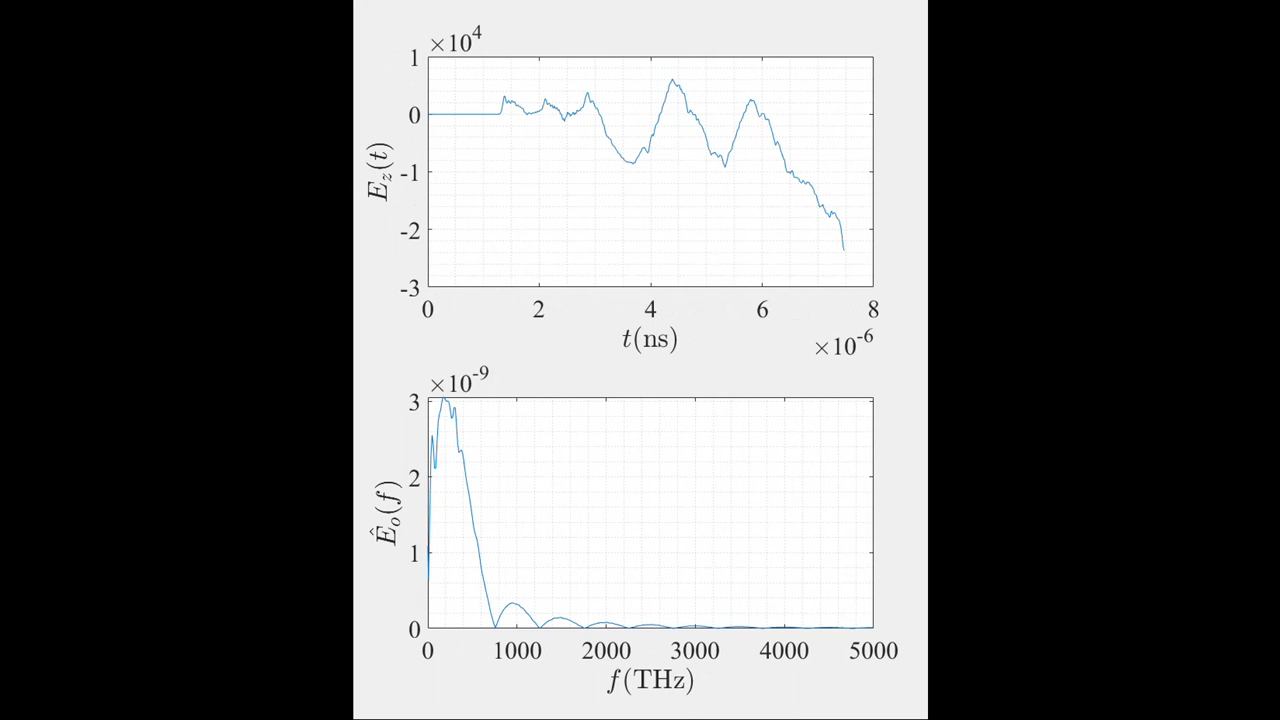 ×10^4
1
0
-1
-2
-3
E_z(t)
0 2 4 6 8
t(ns)
×10^-6
×10^-9
3
2
1
0
Ê_o(f)
0 1000 2000 3000 4000 5000
f(THz)